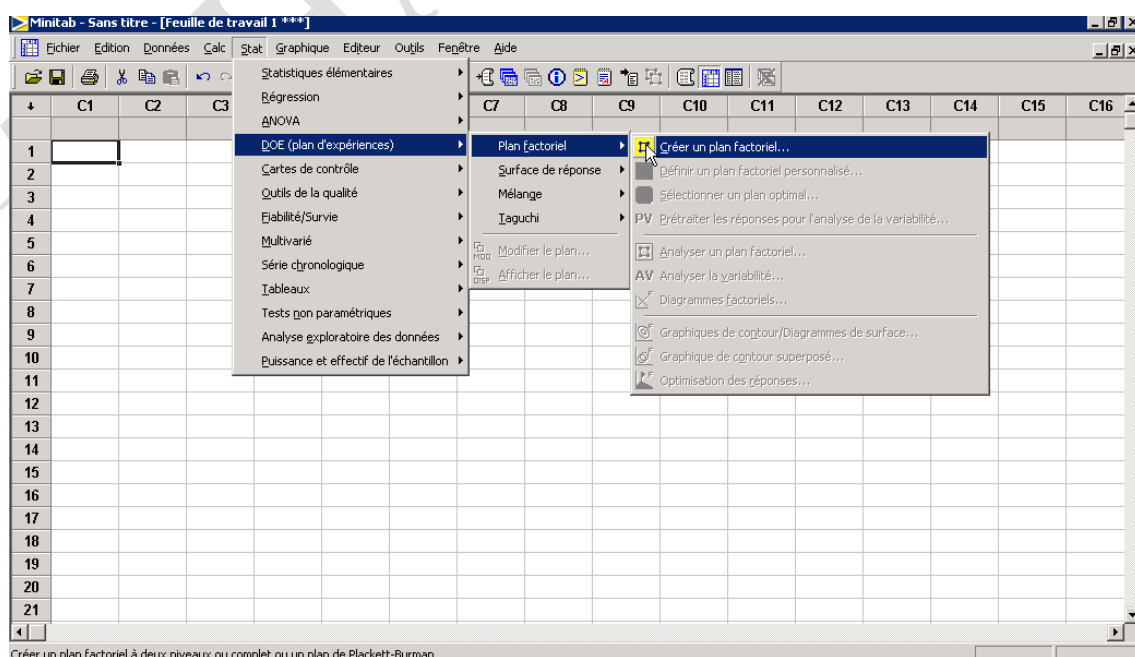 Minitab - Sans titre - [Feuille de travail 1 ***]
Fichier Edition Données Calc Stat Graphique Editeur Outils Fenêtre Aide
C1 C2 C3 C7 C8 C9 C10 C11 C12 C13 C14 C15 C16
Statistiques élémentaires
Régression
ANOVA
DOE (plan d'expériences)
Cartes de contrôle
Outils de la qualité
Fiabilité/Survie
Multivarié
Série chronologique
Tableaux
Tests non paramétriques
Analyse exploratoire des données
Puissance et effectif de l'échantillon
Plan factoriel
Surface de réponse
Mélange
Taguchi
MOD Modifier le plan...
DISP Afficher le plan...
Créer un plan factoriel...
Définir un plan factoriel personnalisé...
Sélectionner un plan optimal...
PV Prétraiter les réponses pour l'analyse de la variabilité...
Analyser un plan factoriel...
AV Analyser la variabilité...
F Diagrammes factoriels...
F Graphiques de contour/Diagrammes de surface...
F Graphique de contour superposé...
F Optimisation des réponses...
1
2
3
4
5
6
7
8
9
10
11
12
13
14
15
16
17
18
19
20
21
Créer un plan factoriel à deux niveaux ou complet ou un plan de Plackett-Burman